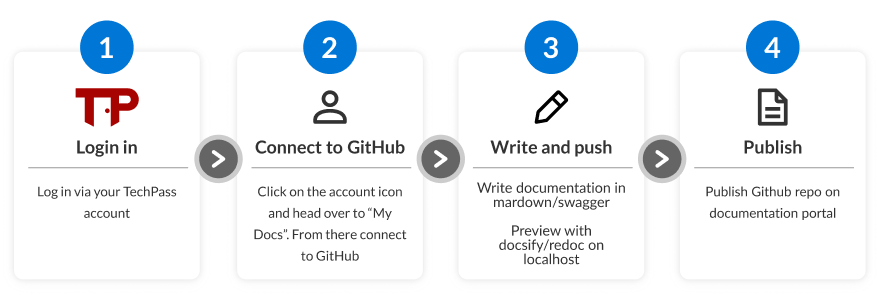 1
TP
Login in
Log in via your TechPass
account
2
Connect to GitHub
Click on the account icon
and head over to “My
Docs”. From there connect
to GitHub
3
Write and push
Write documentation in
mardown/swagger
Preview with
docsify/redoc on
localhost
4
Publish
Publish Github repo on
documentation portal